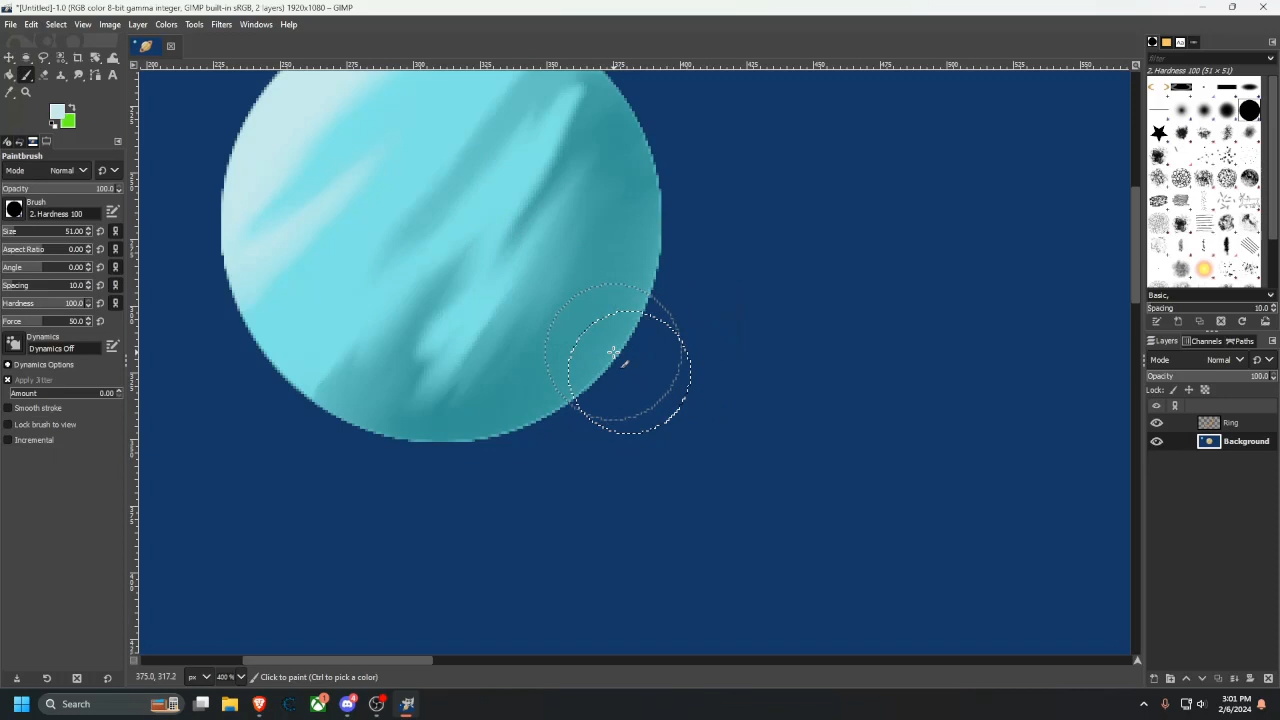 *[Untitled]-1.0 (RGB color 8-bit gamma integer, GIMP built-in sRGB, 2 layers) 1920x1080 – GIMP
File Edit Select View Image Layer Colors Tools Filters Windows Help
filter
2. Hardness 100 (51 × 51)
Paintbrush
Mode Normal
Opacity 100.0
Brush
2. Hardness 100
Size 51.00
Aspect Ratio 0.00
Angle 0.00
Spacing 10.0
Hardness 100.0
Force 50.0
Dynamics
Dynamics Off
Dynamics Options
Apply Jitter
Amount 0.00
Smooth stroke
Lock brush to view
Incremental
Basic,
Spacing 10.0
Layers Channels Paths
Mode Normal
Opacity 100.0
Lock:
Ring
Background
375.0, 317.2 px 400 % Click to paint (Ctrl to pick a color)
Search
3:01 PM
2/6/2024